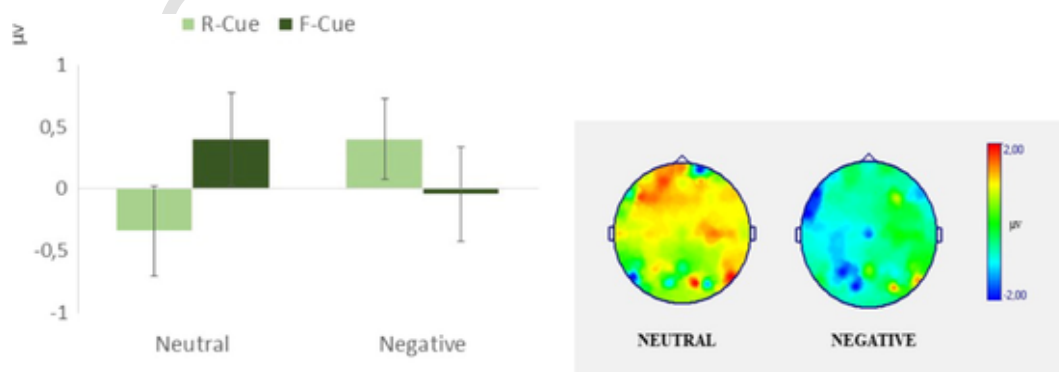 R-Cue F-Cue
μv
1
0,5
0
-0,5
-1
Neutral Negative
2.00
μv
-2.00
NEUTRAL NEGATIVE